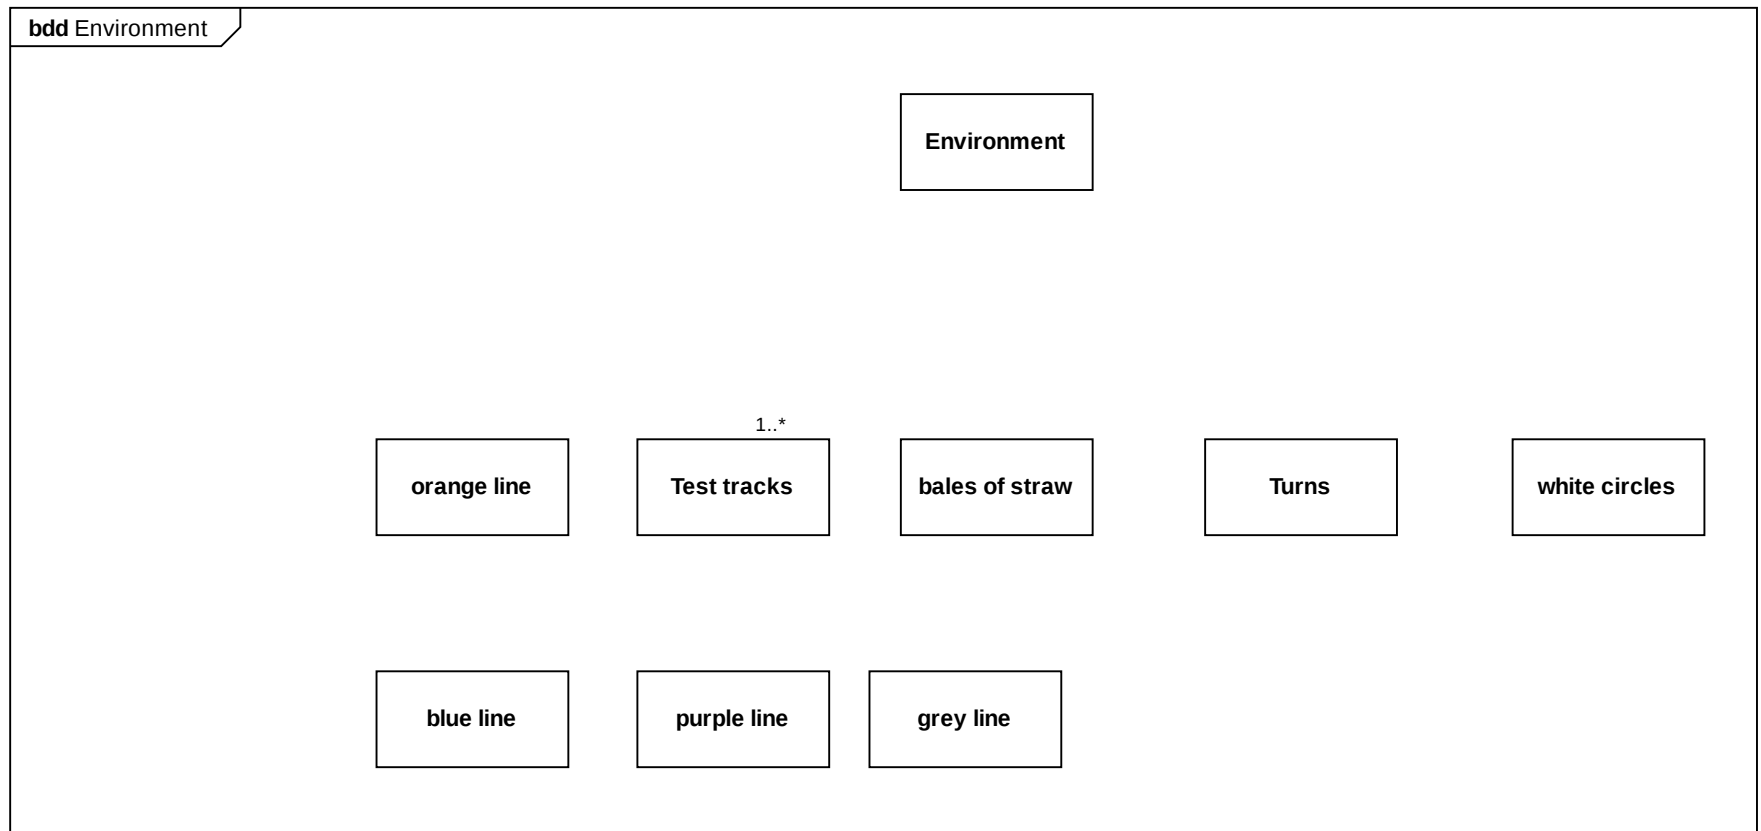 bdd Environment
Environment
1..*
orange line
Test tracks
bales of straw
Turns
white circles
blue line
purple line
grey line